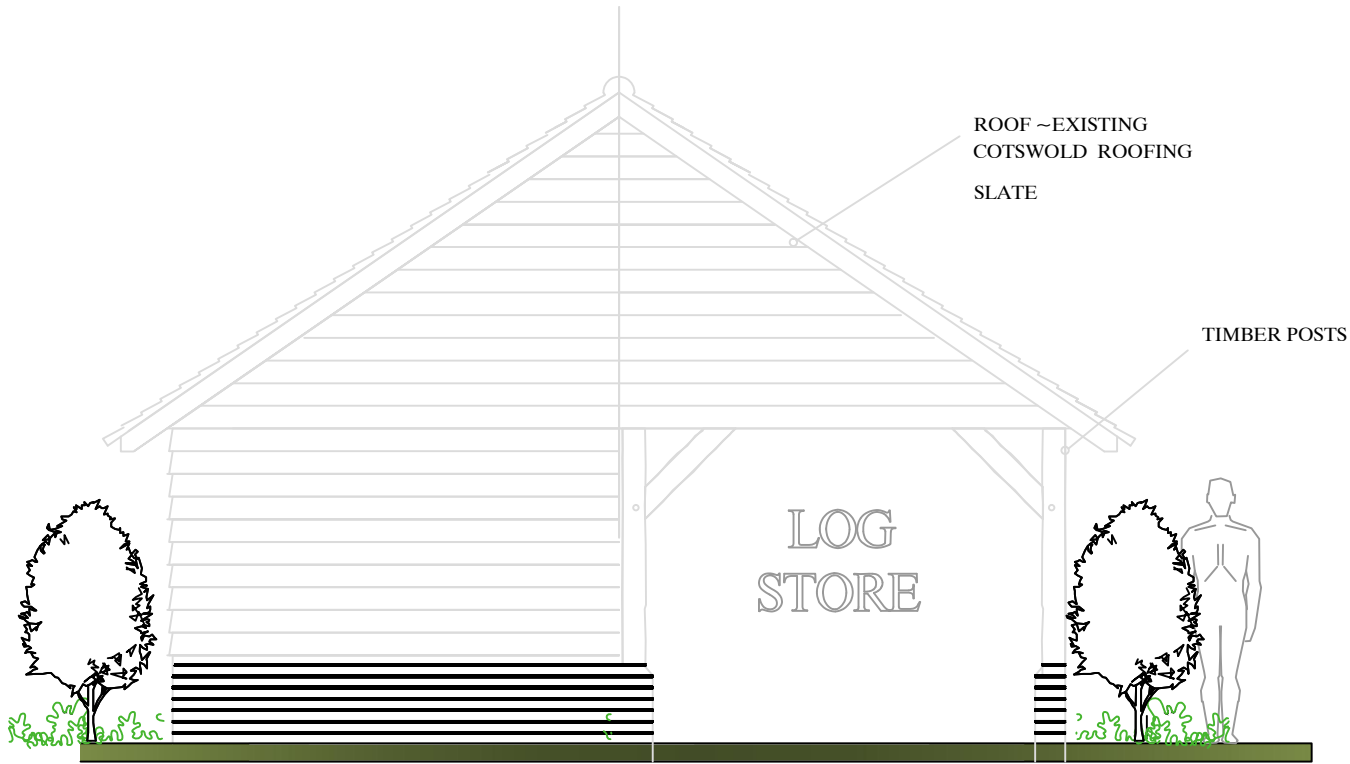 ROOF ~EXISTING
COTSWOLD ROOFING
SLATE
TIMBER POSTS
LOG
STORE